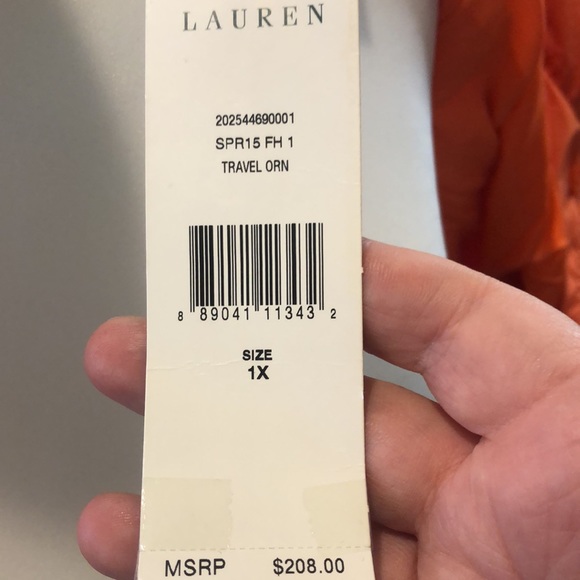 LAUREN
202544690001
SPR15 FH 1
TRAVEL ORN
8 89041 11343 2
SIZE
1X
MSRP $208.00